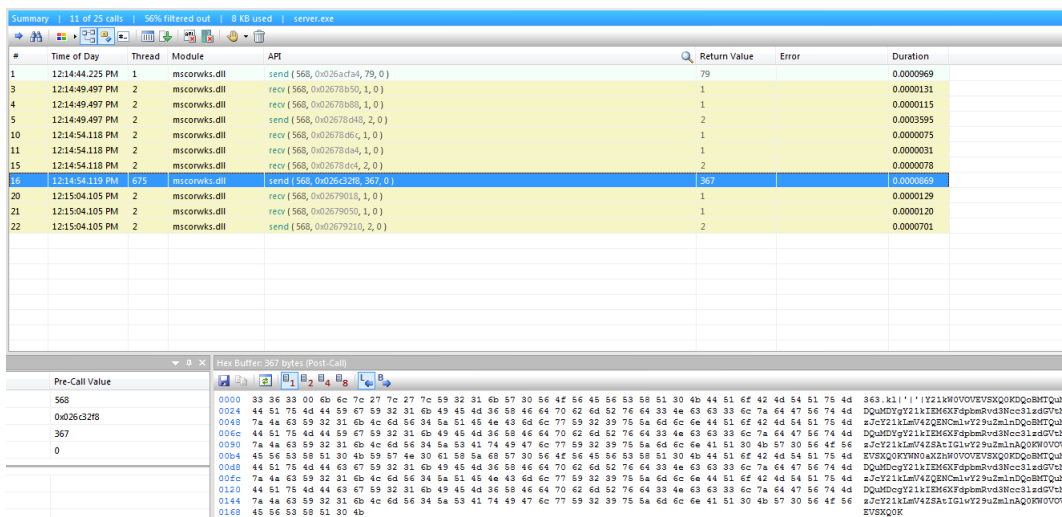 Summary | 11 of 25 calls | 56% filtered out | 8 KB used | server.exe
# Time of Day Thread Module API Return Value Error Duration
1 12:14:44.225 PM 1 mscorwks.dll send ( 568, 0x026acfa4, 79, 0 ) 79 0.0000969
3 12:14:49.497 PM 2 mscorwks.dll recv ( 568, 0x02678b50, 1, 0 ) 1 0.0000131
4 12:14:49.497 PM 2 mscorwks.dll recv ( 568, 0x02678b88, 1, 0 ) 1 0.0000115
5 12:14:49.497 PM 2 mscorwks.dll send ( 568, 0x02678d48, 2, 0 ) 2 0.0003595
10 12:14:54.118 PM 2 mscorwks.dll recv ( 568, 0x02678d6c, 1, 0 ) 1 0.0000075
11 12:14:54.118 PM 2 mscorwks.dll recv ( 568, 0x02678da4, 1, 0 ) 1 0.0000031
15 12:14:54.118 PM 2 mscorwks.dll recv ( 568, 0x02678dc4, 2, 0 ) 2 0.0000078
16 12:14:54.119 PM 675 mscorwks.dll send ( 568, 0x026c32f8, 367, 0 ) 367 0.0000869
20 12:15:04.105 PM 2 mscorwks.dll recv ( 568, 0x02679018, 1, 0 ) 1 0.0000129
21 12:15:04.105 PM 2 mscorwks.dll recv ( 568, 0x02679050, 1, 0 ) 1 0.0000120
22 12:15:04.105 PM 2 mscorwks.dll send ( 568, 0x02679210, 2, 0 ) 2 0.0000701
Pre-Call Value
568
0x026c32f8
367
0
Hex Buffer: 367 bytes (Post-Call)
1 2 4 8 L B
0000 33 36 33 00 6b 6c 7c 27 7c 27 7c 59 32 31 6b 57 30 56 4f 56 45 56 53 58 51 30 4b 44 51 6f 42 4d 54 51 75 4d 363.kl|'|'|Y21kW0VOVEVSXQ0KDQoBMTQuM
0024 44 51 75 4d 44 59 67 59 32 31 6b 49 45 4d 36 58 46 64 70 62 6d 52 76 64 33 4e 63 63 33 6c 7a 64 47 56 74 4d DQuMDYgY21kIEM6XFdpbmRvd3Ncc3lzdGVt
0048 7a 4a 63 59 32 31 6b 4c 6d 56 34 5a 51 45 4e 43 6d 6c 77 59 32 39 75 5a 6d 6c 6e 44 51 6f 42 4d 54 51 75 4d zJcY21kLmV4ZQENCmlwY29uZmlnDQoBMTQuM
006c 44 51 75 4d 44 59 67 59 32 31 6b 49 45 4d 36 58 46 64 70 62 6d 52 76 64 33 4e 63 63 33 6c 7a 64 47 56 74 4d DQuMDYgY21kIEM6XFdpbmRvd3Ncc3lzdGVt
0090 7a 4a 63 59 32 31 6b 4c 6d 56 34 5a 53 41 74 49 47 6c 77 59 32 39 75 5a 6d 6c 6e 41 51 30 4b 57 30 56 4f 56 zJcY21kLmV4ZSAtIGlwY29uZmlnAQ0KW0VOV
00b4 45 56 53 58 51 30 4b 59 57 4e 30 61 58 5a 68 57 30 56 4f 56 45 56 53 58 51 30 4b 44 51 6f 42 4d 54 51 75 4d EVSXQ0KYWN0aXZhW0VOVEVSXQ0KDQoBMTQuM
00d8 44 51 75 4d 44 63 67 59 32 31 6b 49 45 4d 36 58 46 64 70 62 6d 52 76 64 33 4e 63 63 33 6c 7a 64 47 56 74 4d DQuMDcgY21kIEM6XFdpbmRvd3Ncc3lzdGVt
00fc 7a 4a 63 59 32 31 6b 4c 6d 56 34 5a 51 45 4e 43 6d 6c 77 59 32 39 75 5a 6d 6c 6e 44 51 6f 42 4d 54 51 75 4d zJcY21kLmV4ZQENCmlwY29uZmlnDQoBMTQuM
0120 44 51 75 4d 44 63 67 59 32 31 6b 49 45 4d 36 58 46 64 70 62 6d 52 76 64 33 4e 63 63 33 6c 7a 64 47 56 74 4d DQuMDcgY21kIEM6XFdpbmRvd3Ncc3lzdGVt
0144 7a 4a 63 59 32 31 6b 4c 6d 56 34 5a 53 41 74 49 47 6c 77 59 32 39 75 5a 6d 6c 6e 41 51 30 4b 57 30 56 4f 56 zJcY21kLmV4ZSAtIGlwY29uZmlnAQ0KW0VOV
0168 45 56 53 58 51 30 4b EVSXQ0K